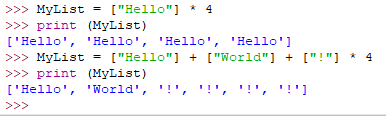 >>> MyList = ["Hello"] * 4
>>> print (MyList)
['Hello', 'Hello', 'Hello', 'Hello']
>>> MyList = ["Hello"] + ["World"] + ["!"] * 4
>>> print (MyList)
['Hello', 'World', '!', '!', '!', '!']
>>>